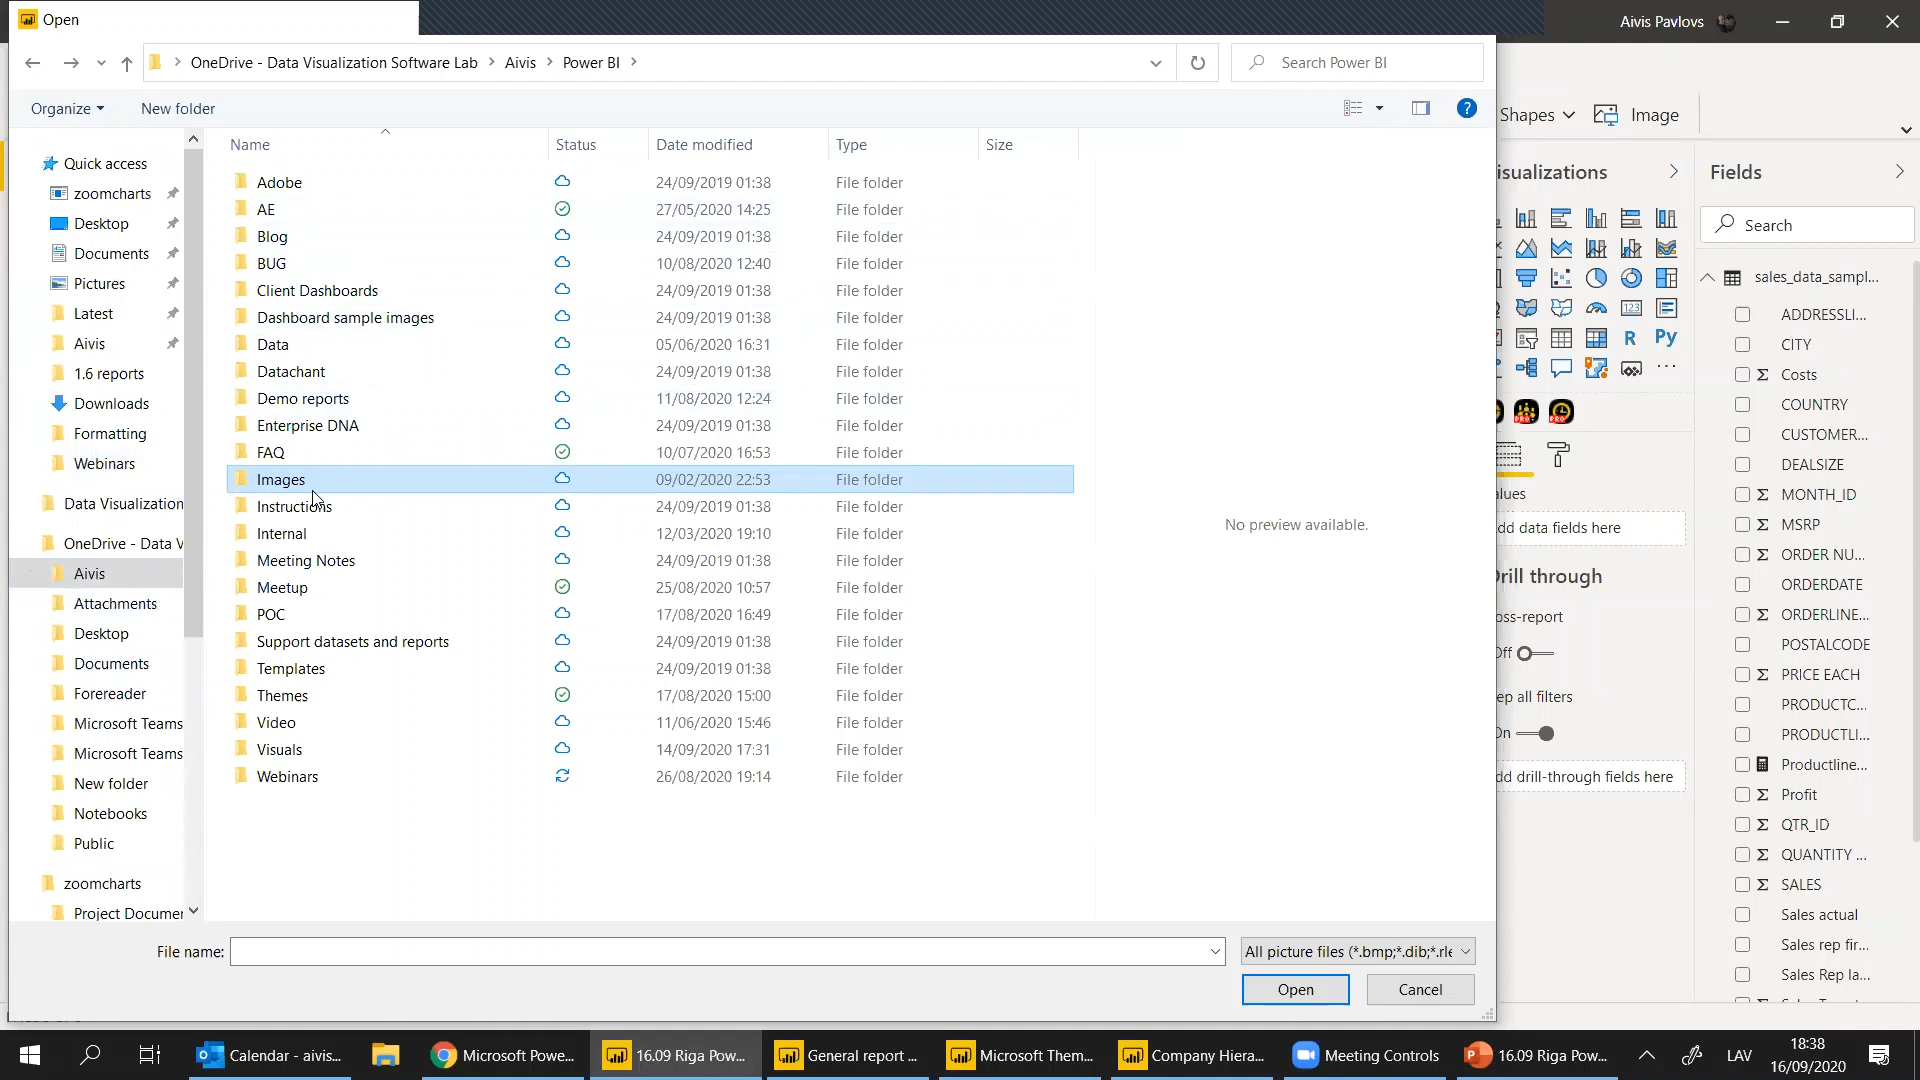 Open
Aivis Pavlovs
OneDrive - Data Visualization Software Lab
Aivis
Power BI
Search Power BI
Organize
New folder
Shapes
Image
Name
Status
Date modified
Type
Size
Quick access
zoomcharts
Desktop
Documents
Pictures
Latest
Aivis
1.6 reports
Downloads
Formatting
Webinars
Data Visualization
OneDrive - Data V
Aivis
Attachments
Desktop
Documents
Forereader
Microsoft Teams
Microsoft Teams
New folder
Notebooks
Public
zoomcharts
Project Documer
Adobe 24/09/2019 01:38 File folder
AE 27/05/2020 14:25 File folder
Blog 24/09/2019 01:38 File folder
BUG 10/08/2020 12:40 File folder
Client Dashboards 24/09/2019 01:38 File folder
Dashboard sample images 24/09/2019 01:38 File folder
Data 05/06/2020 16:31 File folder
Datachant 24/09/2019 01:38 File folder
Demo reports 11/08/2020 12:24 File folder
Enterprise DNA 24/09/2019 01:38 File folder
FAQ 10/07/2020 16:53 File folder
Images 09/02/2020 22:53 File folder
Instructions 24/09/2019 01:38 File folder
Internal 12/03/2020 19:10 File folder
Meeting Notes 24/09/2019 01:38 File folder
Meetup 25/08/2020 10:57 File folder
POC 17/08/2020 16:49 File folder
Support datasets and reports 24/09/2019 01:38 File folder
Templates 24/09/2019 01:38 File folder
Themes 17/08/2020 15:00 File folder
Video 11/06/2020 15:46 File folder
Visuals 14/09/2020 17:31 File folder
Webinars 26/08/2020 19:14 File folder
No preview available.
File name:
All picture files (*.bmp;*.dib;*.rle
Open
Cancel
isualizations
123
R
Py
...
PRO
PRO
alues
dd data fields here
rill through
oss-report
Off
ep all filters
On
dd drill-through fields here
Fields
Search
sales_data_sampl...
ADDRESSLI...
CITY
Σ Costs
COUNTRY
CUSTOMER...
DEALSIZE
Σ MONTH_ID
Σ MSRP
Σ ORDER NU...
ORDERDATE
Σ ORDERLINE...
POSTALCODE
Σ PRICE EACH
PRODUCTC...
PRODUCTLI...
Productline...
Σ Profit
Σ QTR_ID
Σ QUANTITY ...
Σ SALES
Sales actual
Sales rep fir...
Sales Rep la...
Calendar - aivis...
Microsoft Powe...
16.09 Riga Pow...
General report ...
Microsoft Them...
Company Hiera...
Meeting Controls
16.09 Riga Pow...
LAV
18:38
16/09/2020